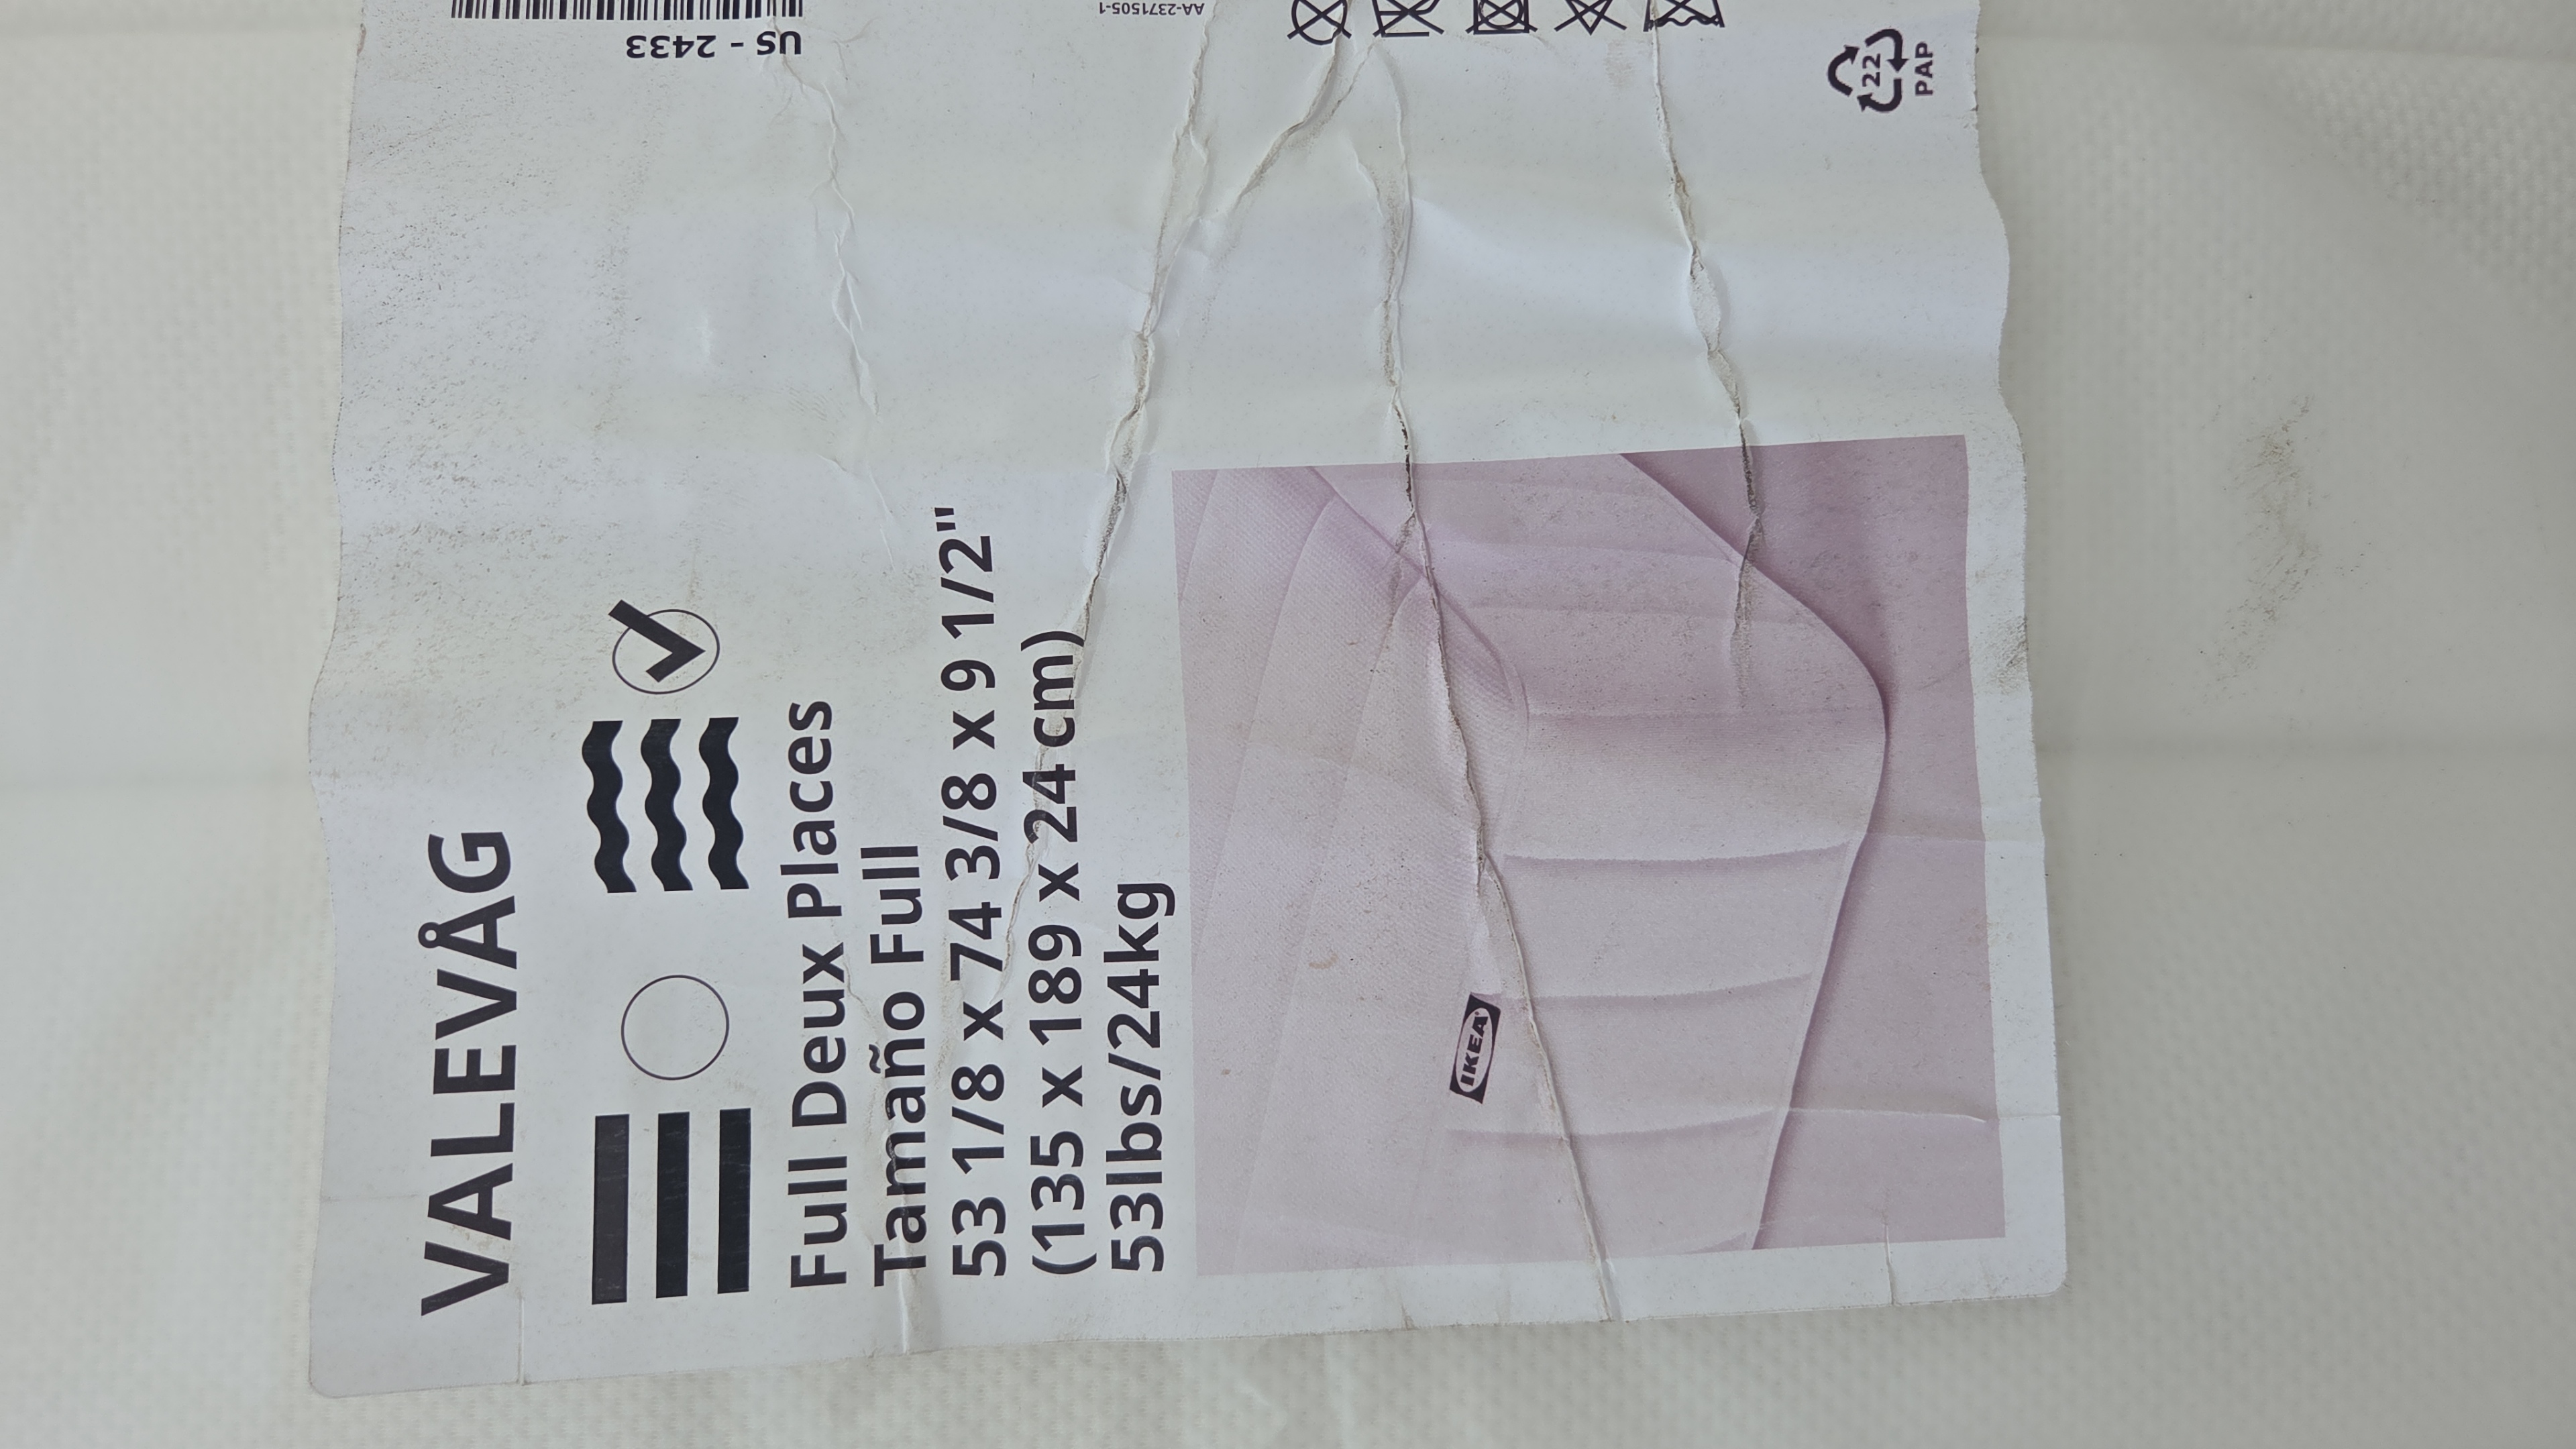 VALEVÅG
Full Deux Places
Tamaño Full
53 1/8 x 74 3/8 x 9 1/2"
(135 x 189 x 24 cm)
53lbs/24kg
IKEA
US - 2433
AA-2371505-1
22
PAP